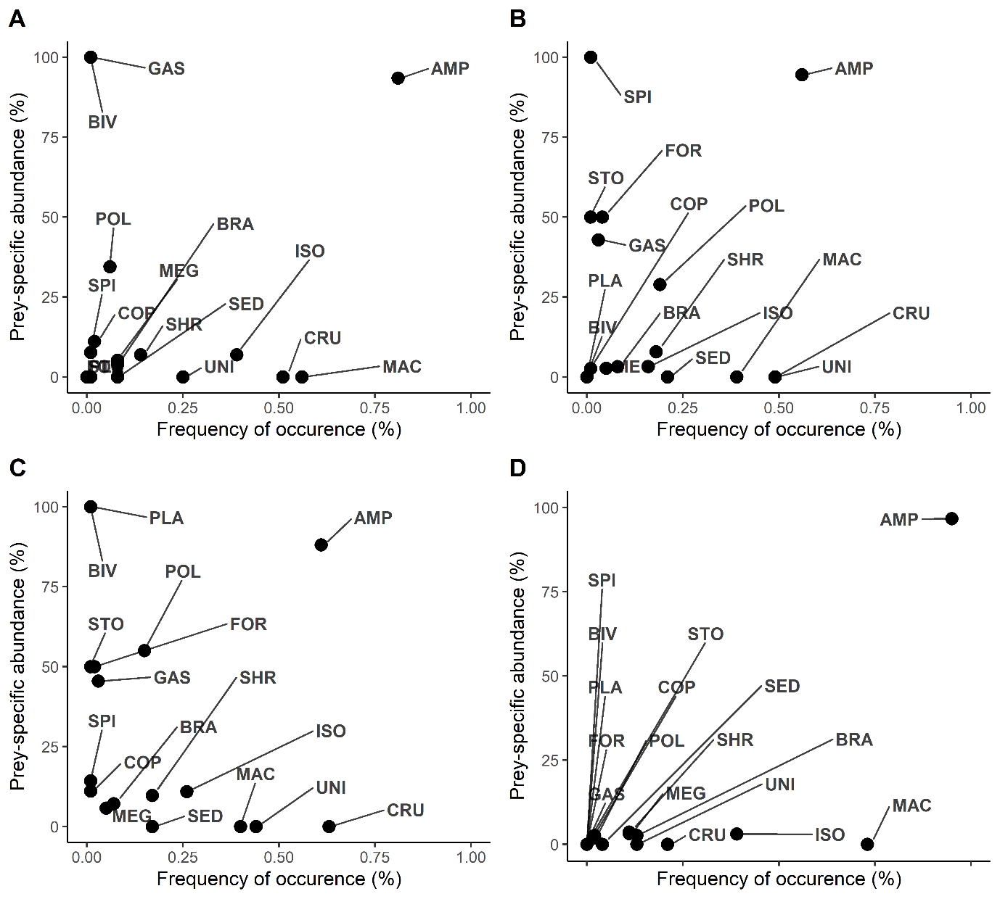 A
Prey-specific abundance (%)
100
75
50
25
0
GAS
AMP
BIV
POL
BRA
ISO
MEG
SPI
SED
COP
SHR
CRU
UNI
MAC
0.00 0.25 0.50 0.75 1.00
Frequency of occurence (%)
B
Prey-specific abundance (%)
100
75
50
25
0
AMP
SPI
FOR
STO
COP
POL
GAS
SHR
MAC
PLA
BRA
ISO
CRU
BIV
SED
UNI
0.00 0.25 0.50 0.75 1.00
Frequency of occurence (%)
C
Prey-specific abundance (%)
100
75
50
25
0
PLA
AMP
BIV
POL
STO
FOR
GAS
SHR
SPI
BRA
ISO
COP
MAC
UNI
MEG
SED
CRU
0.00 0.25 0.50 0.75 1.00
Frequency of occurence (%)
D
Prey-specific abundance (%)
100
75
50
25
0
AMP
SPI
BIV
STO
PLA
COP
SED
FOR
POL
SHR
BRA
UNI
GAS
MEG
MAC
CRU
ISO
Frequency of occurence (%)